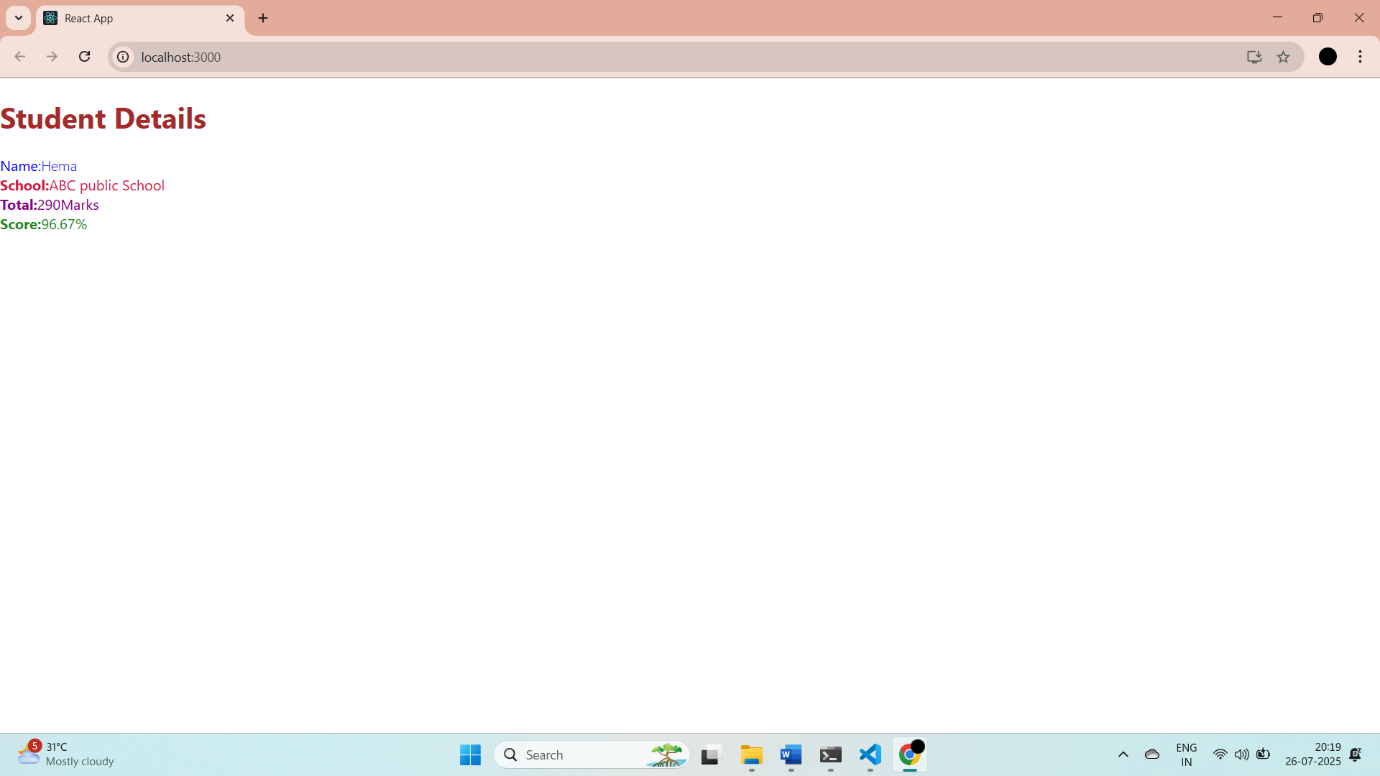 React App
localhost:3000
Student Details
Name:Hema
School:ABC public School
Total:290Marks
Score:96.67%
5
31°C
Mostly cloudy
Search
ENG
IN
20:19
26-07-2025